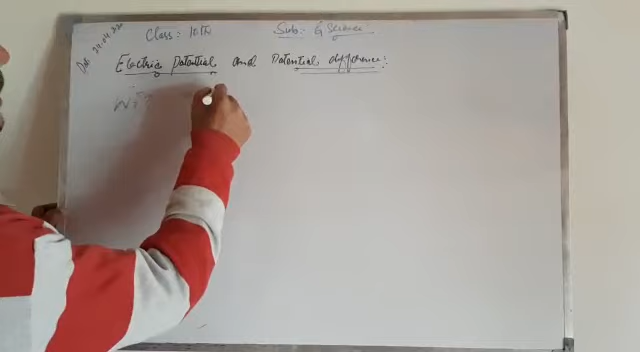 Class: 10th Sub: G Science
Electric potential and Potential difference: